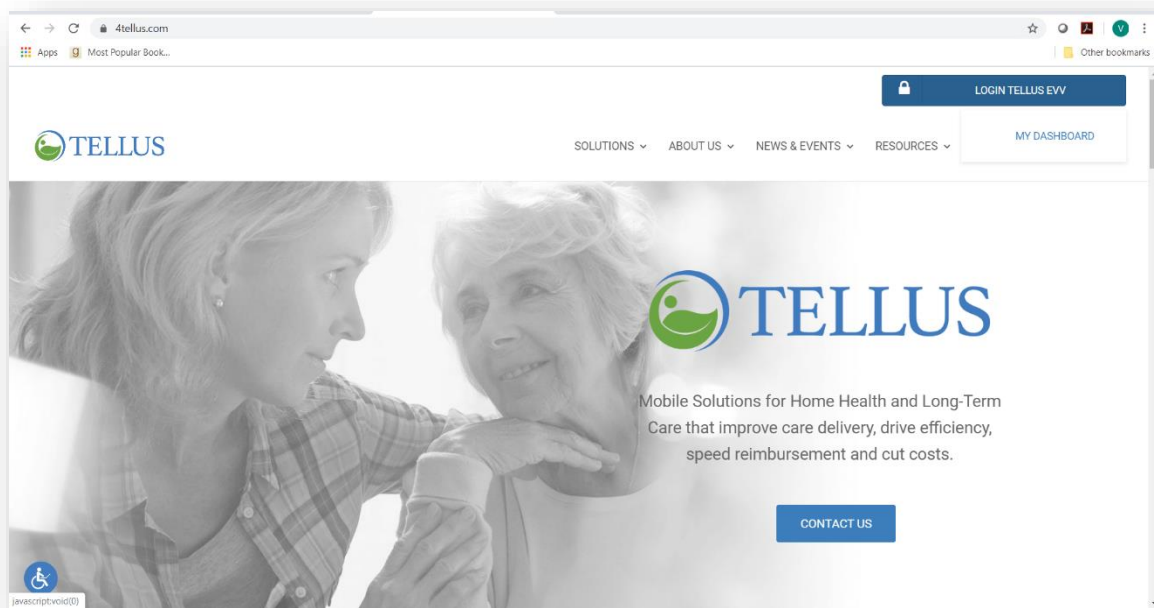 4tellus.com
V
Apps
g Most Popular Book...
Other bookmarks
LOGIN TELLUS EVV
TELLUS
SOLUTIONS
ABOUT US
NEWS & EVENTS
RESOURCES
MY DASHBOARD
TELLUS
Mobile Solutions for Home Health and Long-Term
Care that improve care delivery, drive efficiency,
speed reimbursement and cut costs.
CONTACT US
javascript:void(0)